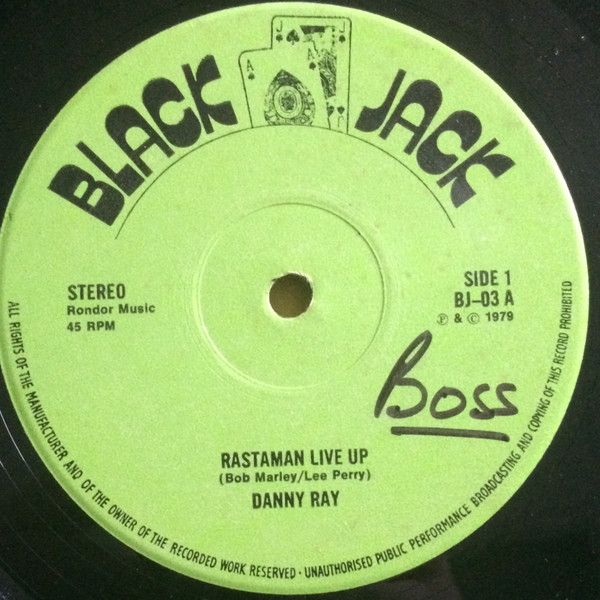 BLACK JACK
A
J
A
STEREO
Rondor Music
45 RPM
SIDE 1
BJ-03 A
℗ & © 1979
Boss
RASTAMAN LIVE UP
(Bob Marley/Lee Perry)
DANNY RAY
ALL RIGHTS OF THE MANUFACTURER AND OF THE OWNER OF THE RECORDED WORK RESERVED · UNAUTHORISED PUBLIC PERFORMANCE BROADCASTING AND COPYING OF THIS RECORD PROHIBITED